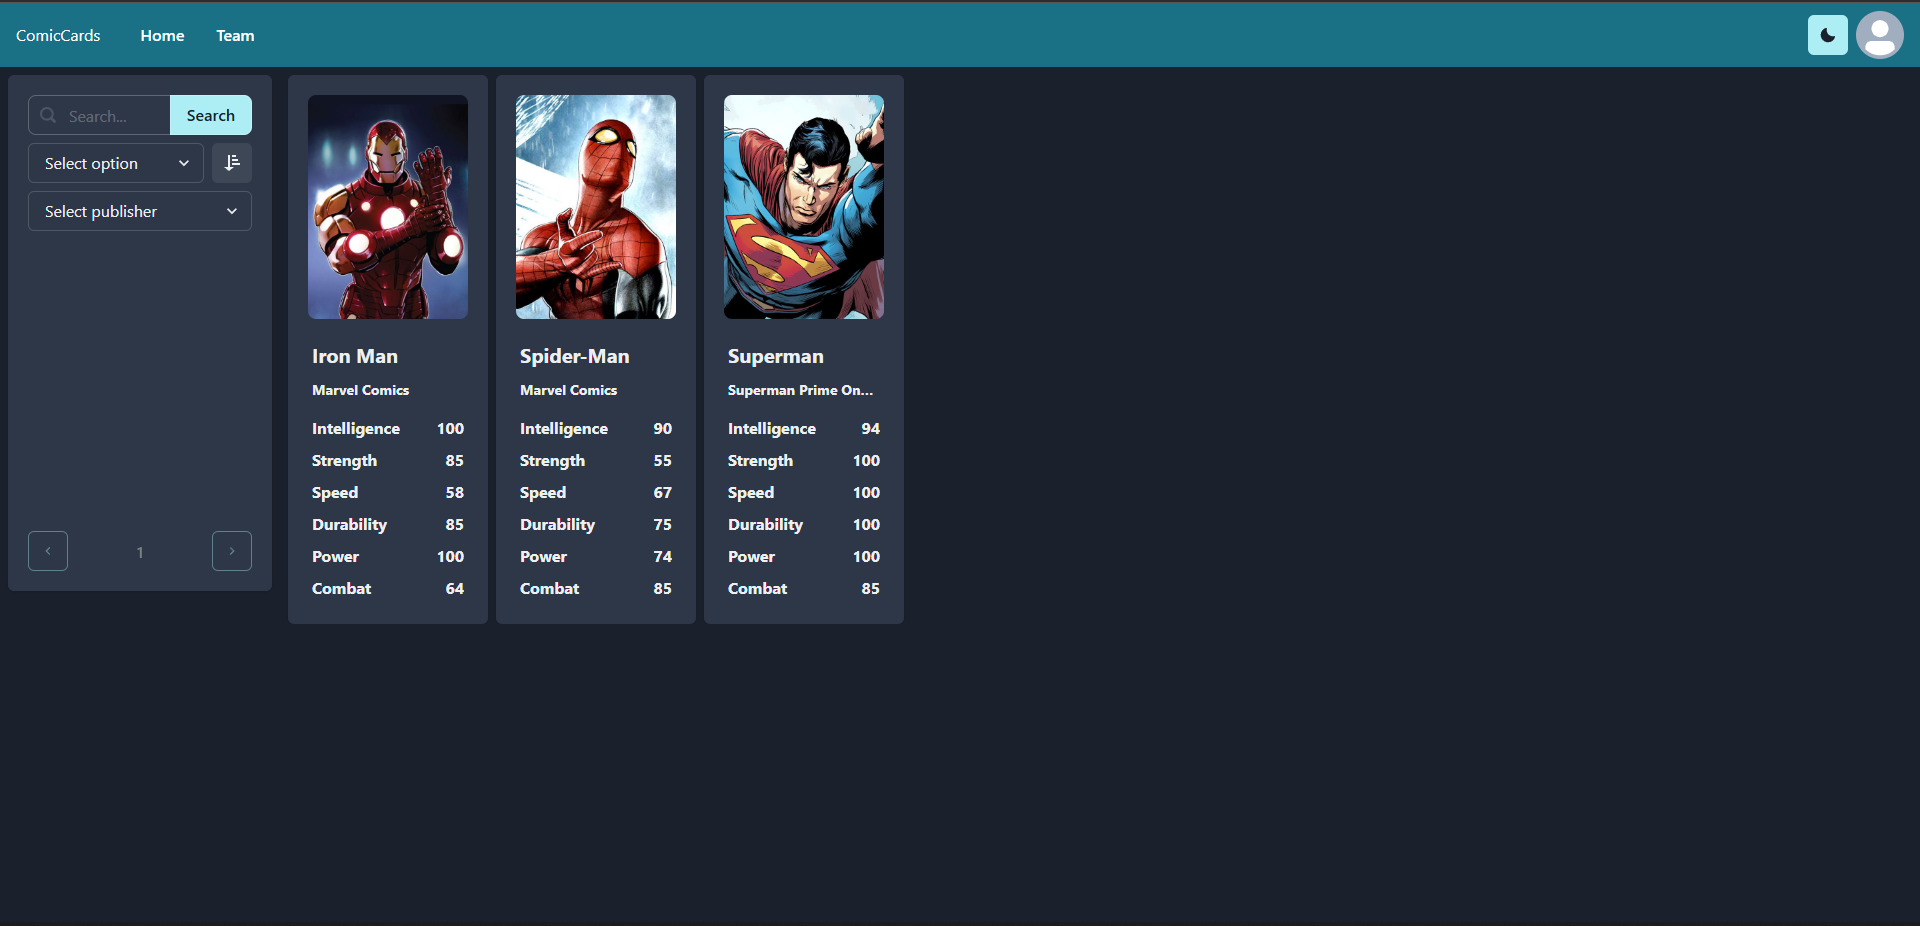 ComicCards Home Team
Search... Search
Select option
Select publisher
1
Iron Man
Marvel Comics
Intelligence 100
Strength 85
Speed 58
Durability 85
Power 100
Combat 64
Spider-Man
Marvel Comics
Intelligence 90
Strength 55
Speed 67
Durability 75
Power 74
Combat 85
Superman
Superman Prime On...
Intelligence 94
Strength 100
Speed 100
Durability 100
Power 100
Combat 85